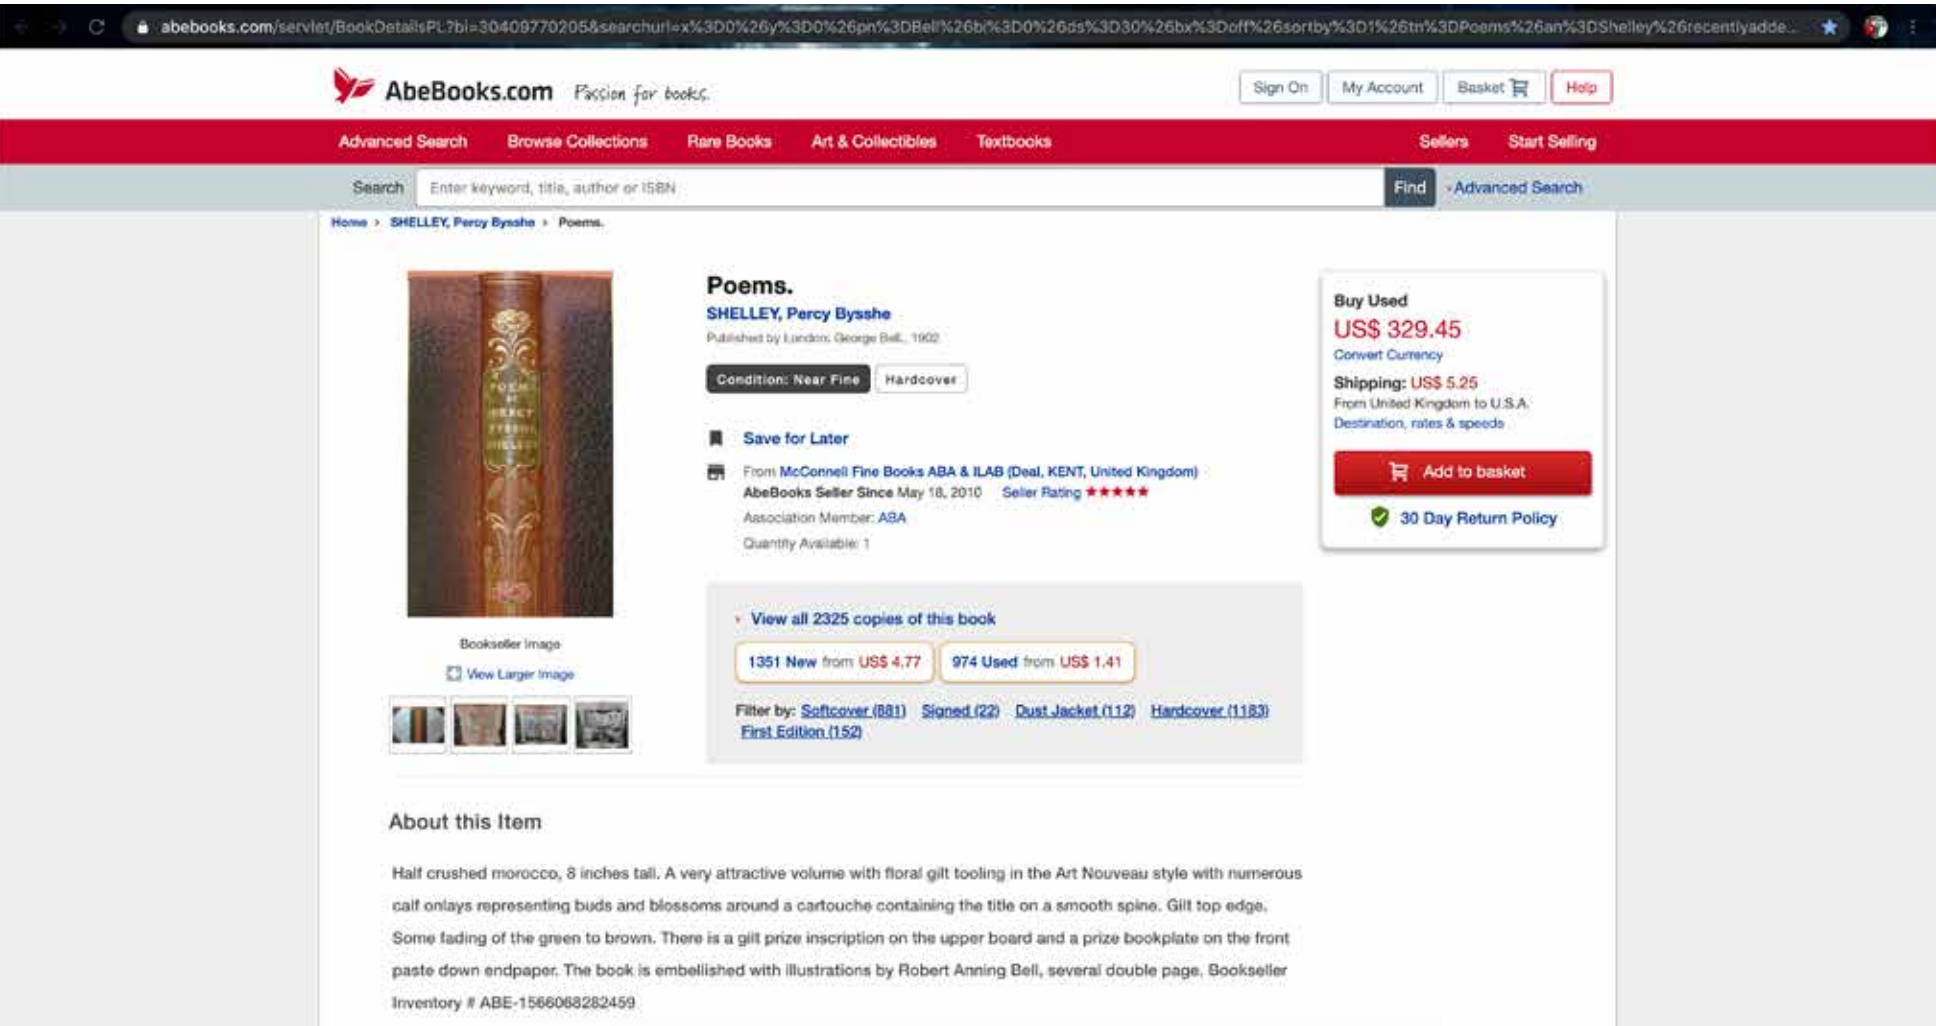 abebooks.com/servlet/BookDetailsPL?bi=30409770205&searchurl=x%3D0%26y%3D0%26pn%3DBell%26bi%3D0%26ds%3D30%26bx%3Doff%26sortby%3D1%26tn%3DPoems%26an%3DShelley%26recentlyadde...
AbeBooks.com Passion for books.
Sign On My Account Basket Help
Advanced Search Browse Collections Rare Books Art & Collectibles Textbooks Sellers Start Selling
Search Enter keyword, title, author or ISBN Find Advanced Search
Home > SHELLEY, Percy Bysshe > Poems.
POEMS
PERCY
BYSSHE
SHELLEY
Bookseller Image
View Larger Image
Poems.
SHELLEY, Percy Bysshe
Published by London: George Bell., 1902
Condition: Near Fine Hardcover
Save for Later
From McConnell Fine Books ABA & ILAB (Deal, KENT, United Kingdom)
AbeBooks Seller Since May 18, 2010 Seller Rating ★★★★★
Association Member: ABA
Quantity Available: 1
View all 2325 copies of this book
1351 New from US$ 4.77 974 Used from US$ 1.41
Filter by: Softcover (881) Signed (22) Dust Jacket (112) Hardcover (1183)
First Edition (152)
Buy Used
US$ 329.45
Convert Currency
Shipping: US$ 5.25
From United Kingdom to U.S.A.
Destination, rates & speeds
Add to basket
30 Day Return Policy
About this Item
Half crushed morocco, 8 inches tall. A very attractive volume with floral gilt tooling in the Art Nouveau style with numerous
calf onlays representing buds and blossoms around a cartouche containing the title on a smooth spine. Gilt top edge.
Some fading of the green to brown. There is a gilt prize inscription on the upper board and a prize bookplate on the front
paste down endpaper. The book is embellished with illustrations by Robert Anning Bell, several double page. Bookseller
Inventory # ABE-1566068282459